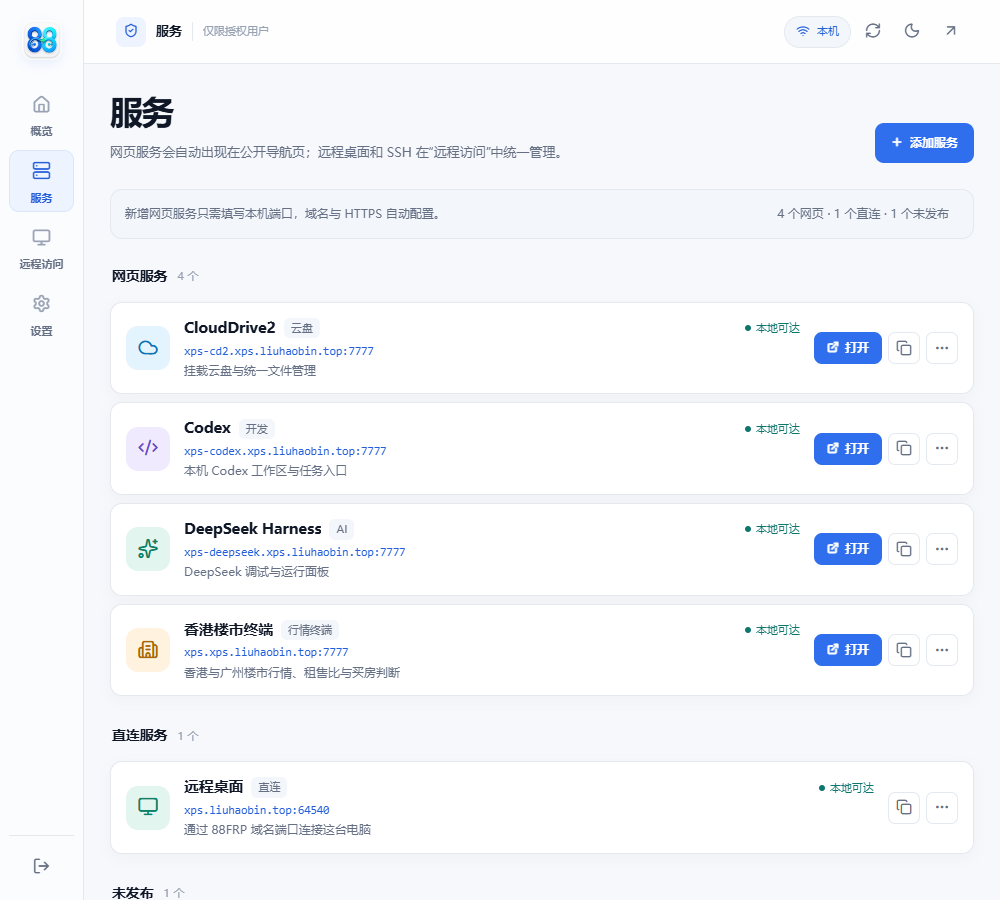 服务
仅限授权用户
本机
概览
服务
远程访问
设置
服务
网页服务会自动出现在公开导航页；远程桌面和 SSH 在“远程访问”中统一管理。
+ 添加服务
新增网页服务只需填写本机端口，域名与 HTTPS 自动配置。
4 个网页 · 1 个直连 · 1 个未发布
网页服务 4 个
CloudDrive2 云盘
xps-cd2.xps.liuhaobin.top:7777
挂载云盘与统一文件管理
本地可达
打开
Codex 开发
xps-codex.xps.liuhaobin.top:7777
本机 Codex 工作区与任务入口
本地可达
打开
DeepSeek Harness AI
xps-deepseek.xps.liuhaobin.top:7777
DeepSeek 调试与运行面板
本地可达
打开
香港楼市终端 行情终端
xps.xps.liuhaobin.top:7777
香港与广州楼市行情、租售比与买房判断
本地可达
打开
直连服务 1 个
远程桌面 直连
xps.liuhaobin.top:64540
通过 88FRP 域名端口连接这台电脑
本地可达
未发布 1 个